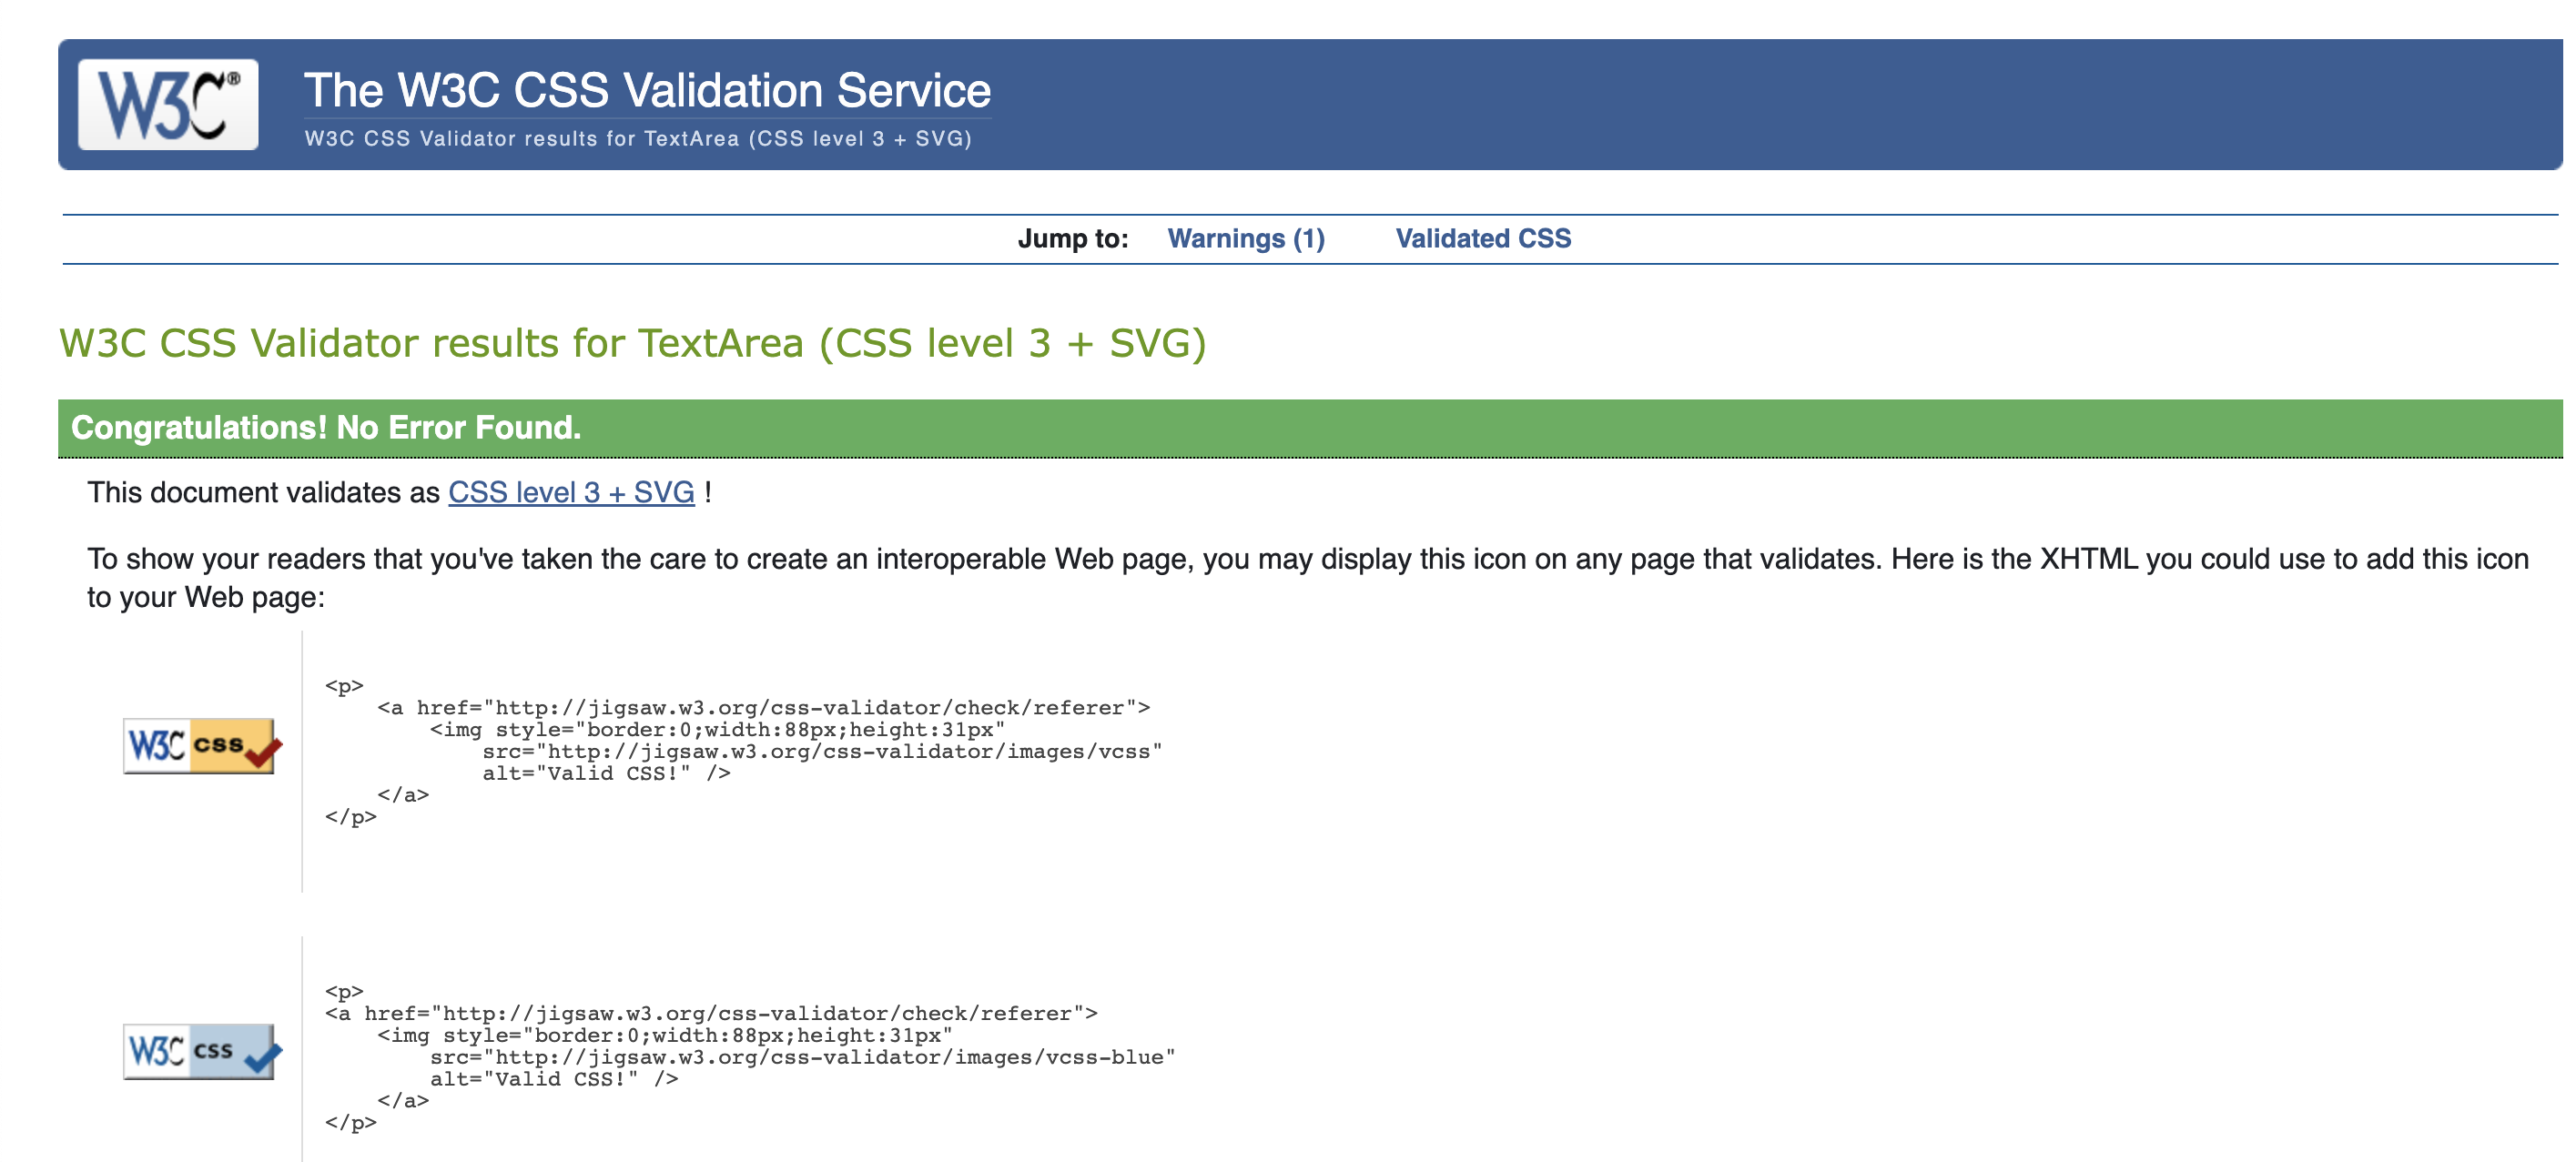 W3C®
The W3C CSS Validation Service
W3C CSS Validator results for TextArea (CSS level 3 + SVG)
Jump to: Warnings (1) Validated CSS
W3C CSS Validator results for TextArea (CSS level 3 + SVG)
Congratulations! No Error Found.
This document validates as CSS level 3 + SVG !
To show your readers that you've taken the care to create an interoperable Web page, you may display this icon on any page that validates. Here is the XHTML you could use to add this icon
to your Web page:
W3C css
<p>
    <a href="http://jigsaw.w3.org/css-validator/check/referer">
        <img style="border:0;width:88px;height:31px"
            src="http://jigsaw.w3.org/css-validator/images/vcss"
            alt="Valid CSS!" />
    </a>
</p>
W3C css
<p>
<a href="http://jigsaw.w3.org/css-validator/check/referer">
    <img style="border:0;width:88px;height:31px"
        src="http://jigsaw.w3.org/css-validator/images/vcss-blue"
        alt="Valid CSS!" />
    </a>
</p>